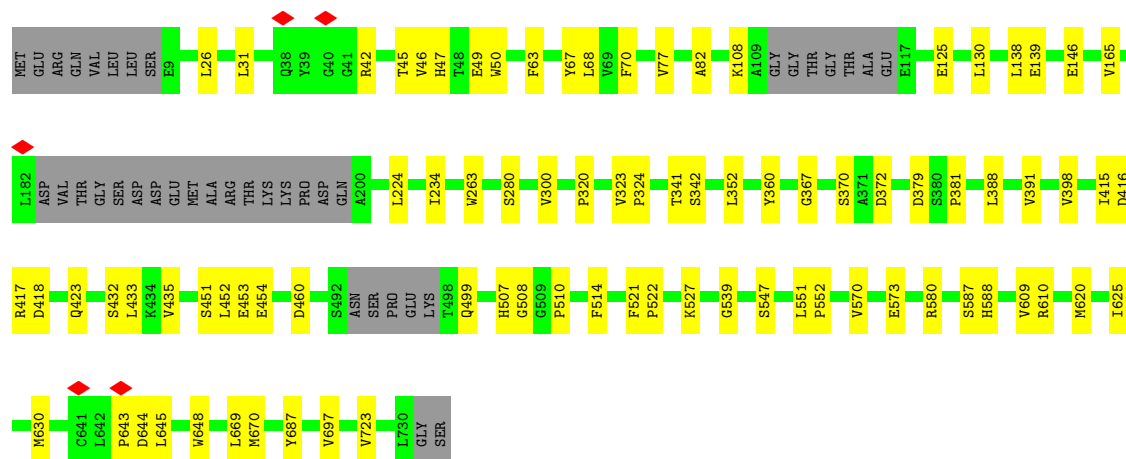 MET GLU ARG GLN VAL LEU LEU SER E9 L26 L31 Q38 Y39 G40 G41 R42 T45 V46 H47 T48 E49 W50 F63 Y67 L68 V69 F70 V77 A82 K108 A109 GLY GLY THR GLY THR ALA GLU E117 E125 L130 L138 E139 E146 V165
L182 ASP VAL THR GLY SER ASP ASP GLU MET ALA ARG THR LYS LYS PRO ASP GLN A200 L224 I234 W263 S280 V300 P320 V323 P324 T341 S342 L352 Y360 G367 S370 A371 D372 D379 S380 P381 L388 V391 V398 I415 D416
R417 D418 Q423 S432 L433 K434 V435 S451 L452 E453 E454 D460 S492 ASN SER PRO GLU LYS T498 Q499 H507 G508 G509 P510 F514 F521 P522 K527 G539 S547 L551 P552 V570 E573 R580 S587 H588 V609 R610 M620 I625
M630 C641 L642 P643 D644 L645 W648 L669 M670 Y687 V697 V723 L730 GLY SER